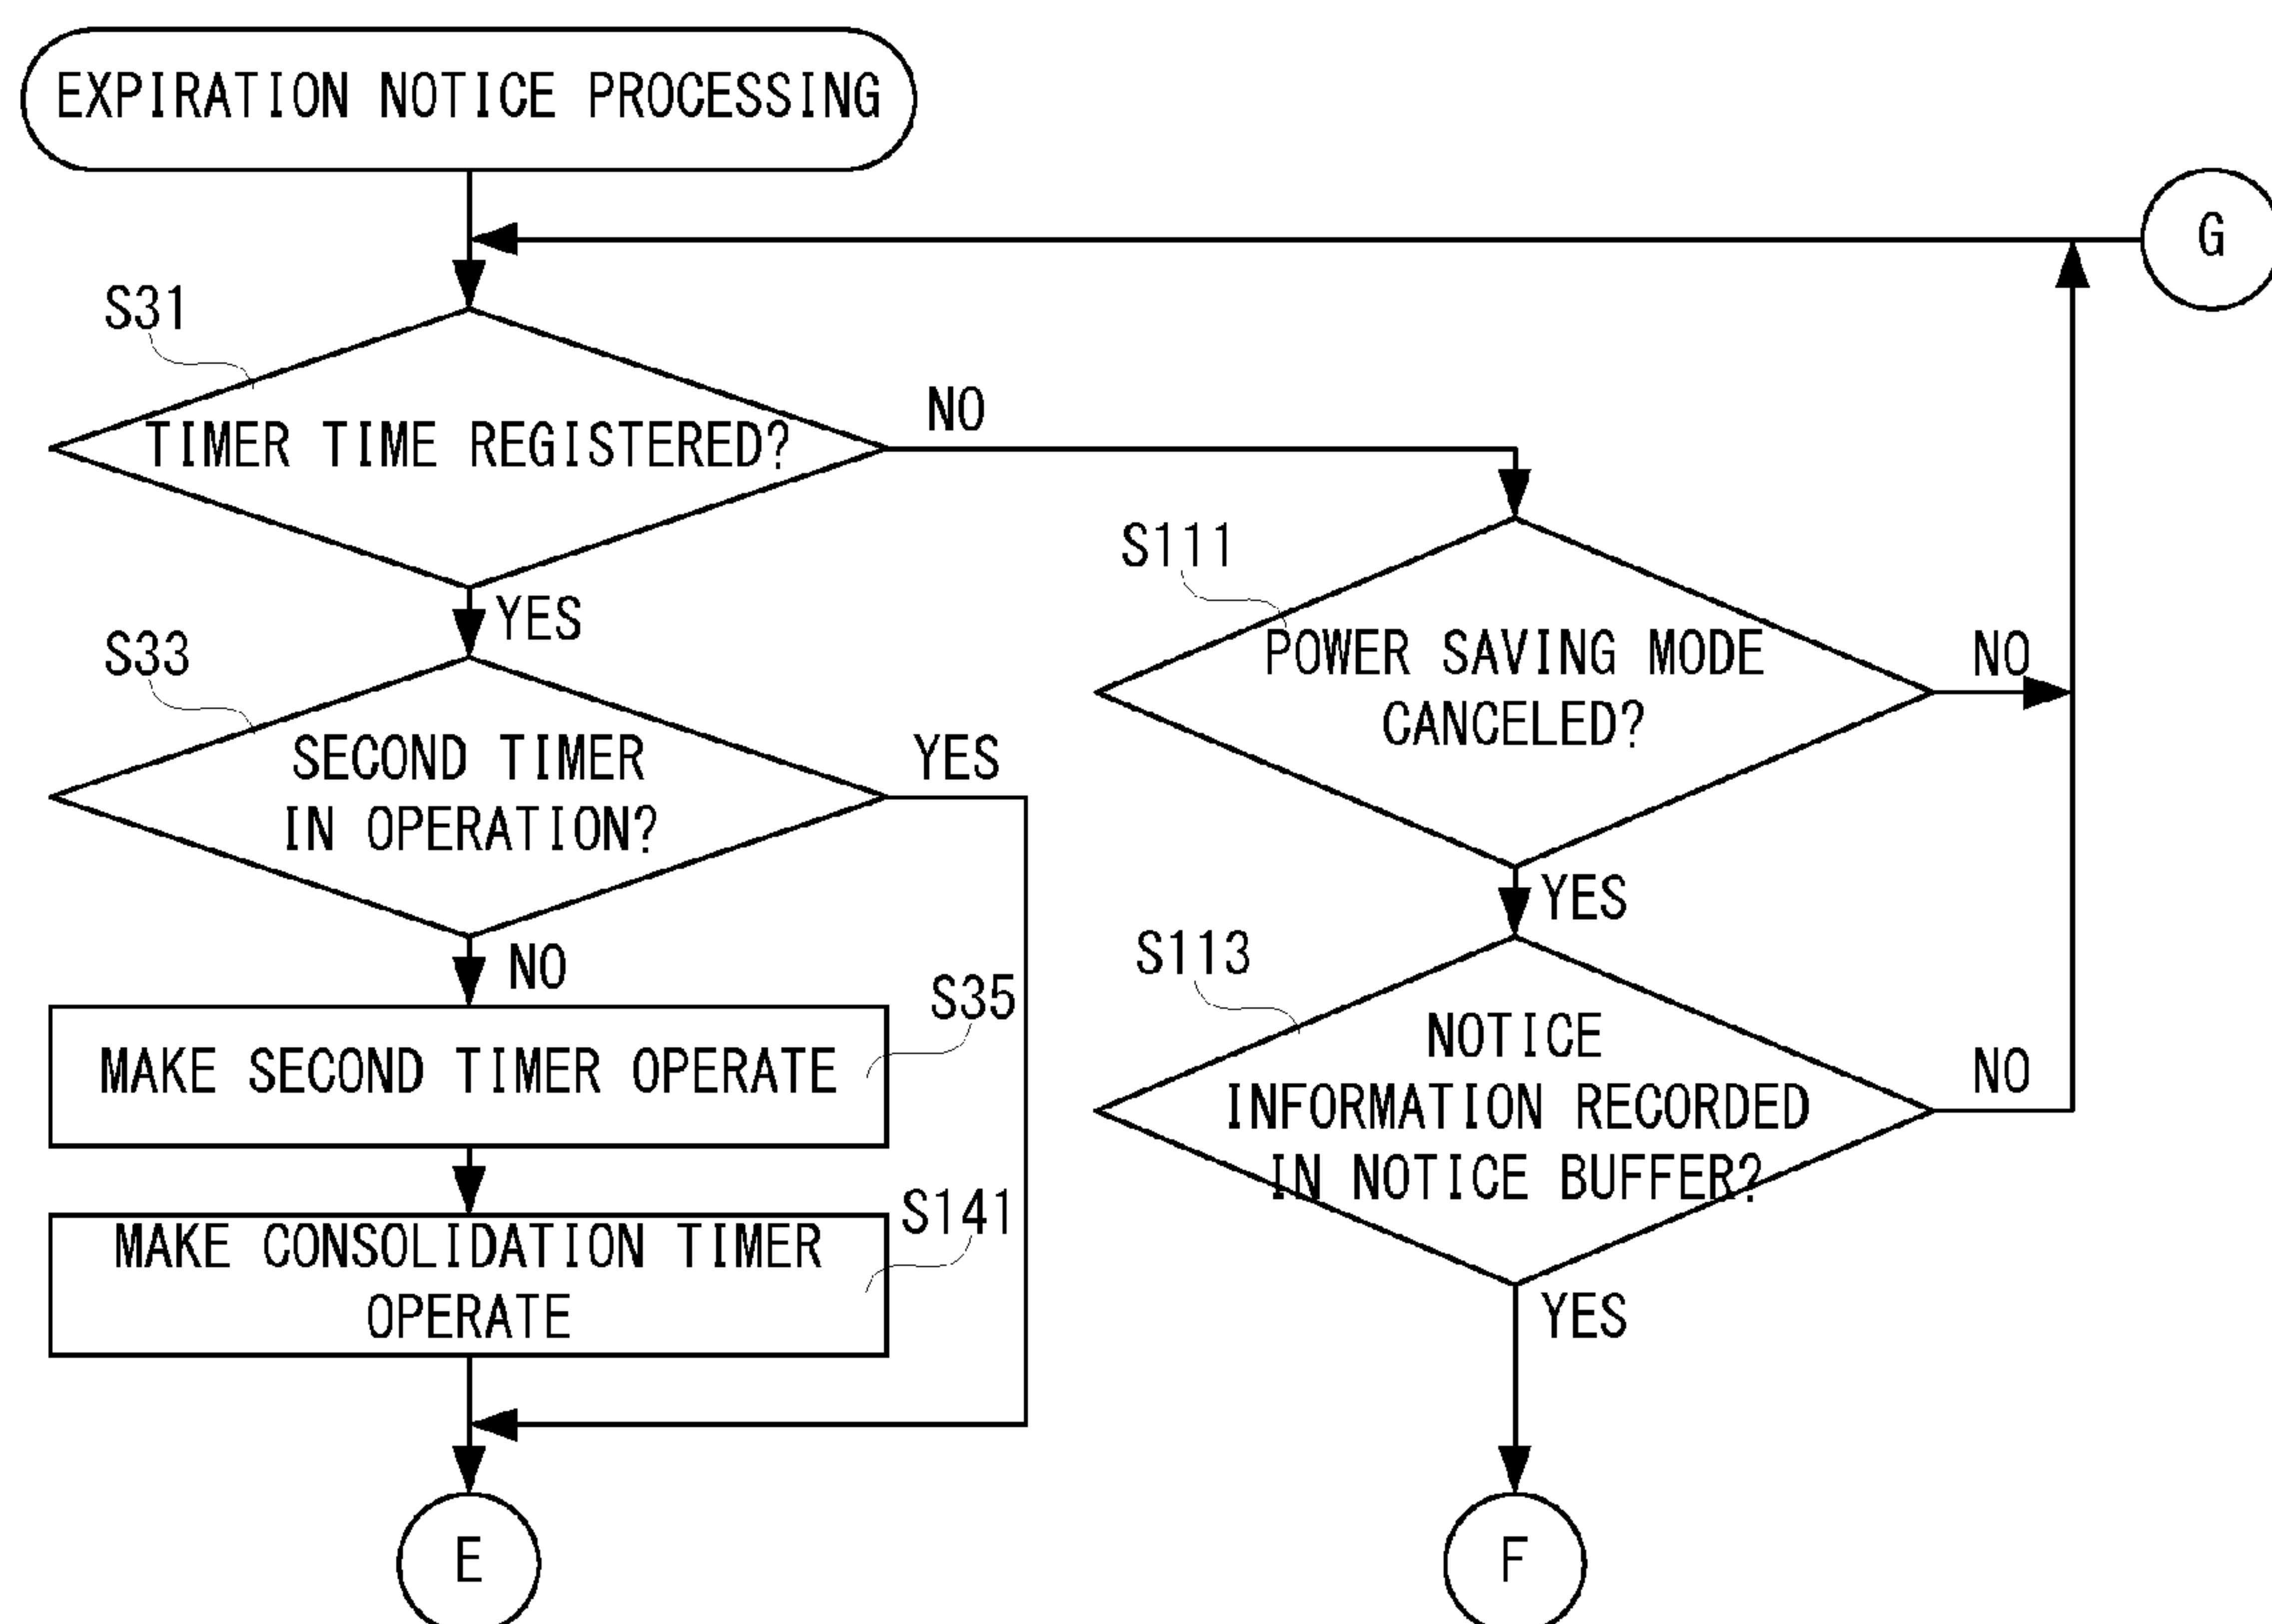 EXPIRATION NOTICE PROCESSING
G
S31
TIMER TIME REGISTERED?
NO
YES
S111
POWER SAVING MODE
CANCELED?
NO
YES
S33
SECOND TIMER
IN OPERATION?
YES
NO
S113
NOTICE
INFORMATION RECORDED
IN NOTICE BUFFER?
NO
YES
S35
MAKE SECOND TIMER OPERATE
S141
MAKE CONSOLIDATION TIMER
OPERATE
E
F